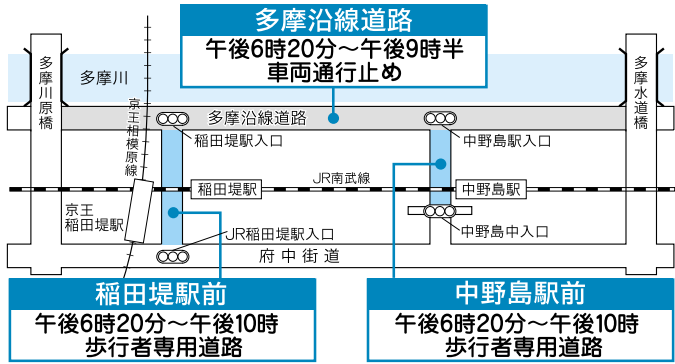 多摩沿線道路
午後6時20分～午後9時半
車両通行止め
多摩川
多摩川原橋
多摩水道橋
京王相模原線
多摩沿線道路
稲田堤駅入口
中野島駅入口
JR南武線
稲田堤駅
中野島駅
京王
稲田堤駅
JR稲田堤駅入口
中野島中入口
府中街道
稲田堤駅前
午後6時20分～午後10時
歩行者専用道路
中野島駅前
午後6時20分～午後10時
歩行者専用道路